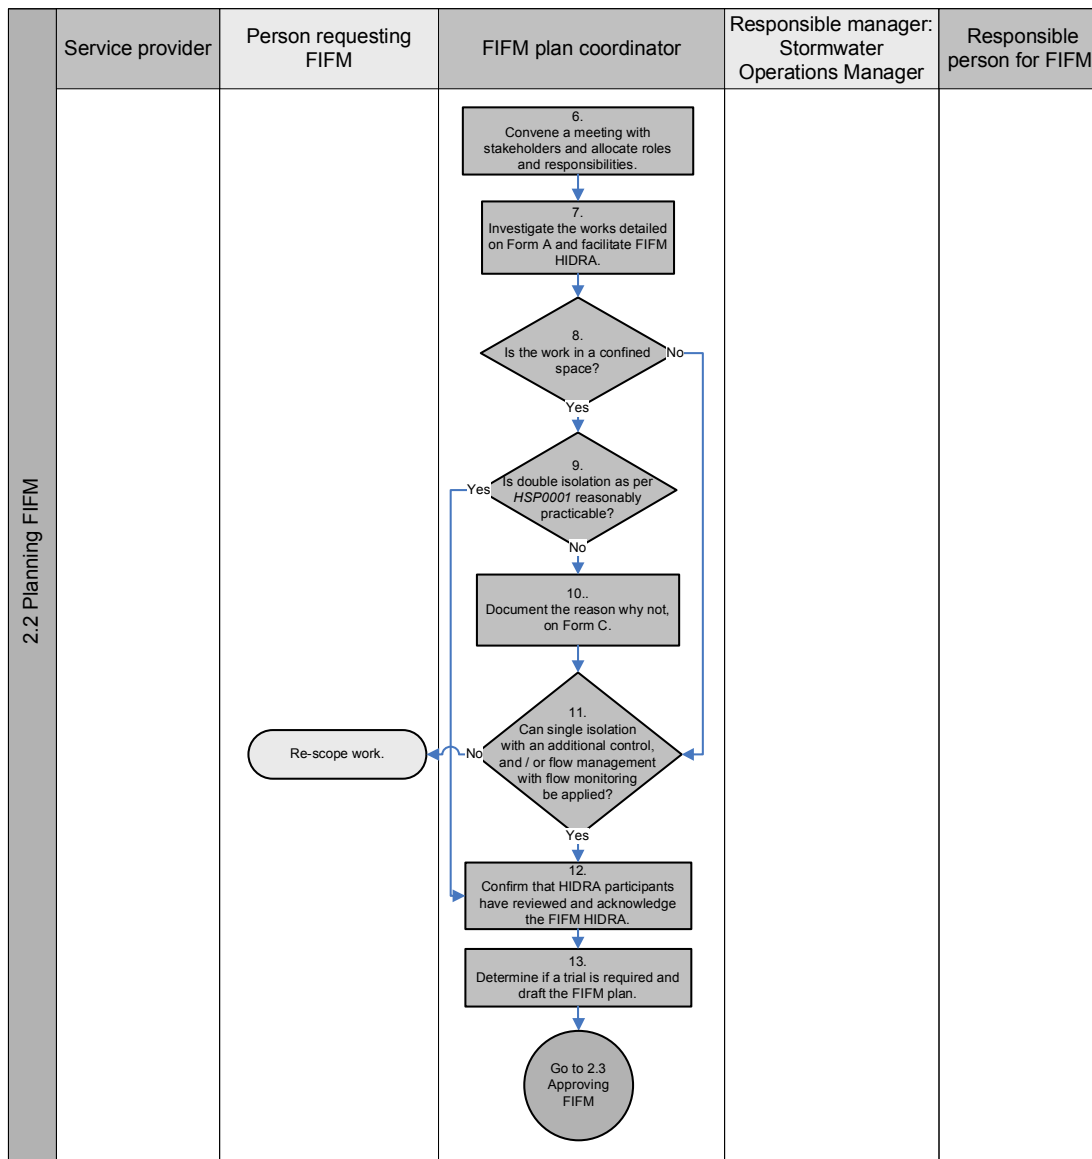 Service provider
Person requesting
FIFM
FIFM plan coordinator
Responsible manager:
Stormwater
Operations Manager
Responsible
person for FIFM
2.2 Planning FIFM
6.
Convene a meeting with
stakeholders and allocate roles
and responsibilities.
7.
Investigate the works detailed
on Form A and facilitate FIFM
HIDRA.
8.
Is the work in a confined
space?
No
Yes
9.
Is double isolation as per
HSP0001 reasonably
practicable?
Yes
No
10..
Document the reason why not,
on Form C.
11.
Can single isolation
with an additional control,
and / or flow management
with flow monitoring
be applied?
No
Re-scope work.
Yes
12.
Confirm that HIDRA participants
have reviewed and acknowledge
the FIFM HIDRA.
13.
Determine if a trial is required and
draft the FIFM plan.
Go to 2.3
Approving
FIFM